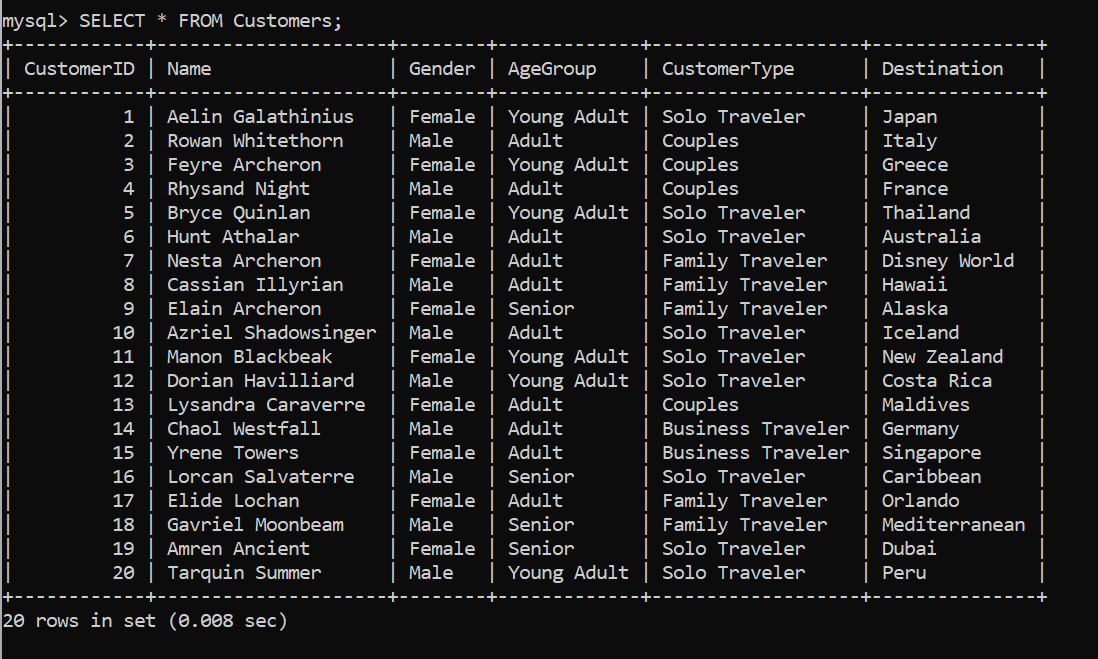 mysql> SELECT * FROM Customers;
+------------+---------------------+--------+-------------+-------------------+---------------+
| CustomerID | Name                | Gender | AgeGroup    | CustomerType      | Destination   |
+------------+---------------------+--------+-------------+-------------------+---------------+
|          1 | Aelin Galathinius   | Female | Young Adult | Solo Traveler     | Japan         |
|          2 | Rowan Whitethorn    | Male   | Adult       | Couples           | Italy         |
|          3 | Feyre Archeron      | Female | Young Adult | Couples           | Greece        |
|          4 | Rhysand Night       | Male   | Adult       | Couples           | France        |
|          5 | Bryce Quinlan       | Female | Young Adult | Solo Traveler     | Thailand      |
|          6 | Hunt Athalar        | Male   | Adult       | Solo Traveler     | Australia     |
|          7 | Nesta Archeron      | Female | Adult       | Family Traveler   | Disney World  |
|          8 | Cassian Illyrian    | Male   | Adult       | Family Traveler   | Hawaii        |
|          9 | Elain Archeron      | Female | Senior      | Family Traveler   | Alaska        |
|         10 | Azriel Shadowsinger | Male   | Adult       | Solo Traveler     | Iceland       |
|         11 | Manon Blackbeak     | Female | Young Adult | Solo Traveler     | New Zealand   |
|         12 | Dorian Havilliard   | Male   | Young Adult | Solo Traveler     | Costa Rica    |
|         13 | Lysandra Caraverre  | Female | Adult       | Couples           | Maldives      |
|         14 | Chaol Westfall      | Male   | Adult       | Business Traveler | Germany       |
|         15 | Yrene Towers        | Female | Adult       | Business Traveler | Singapore     |
|         16 | Lorcan Salvaterre   | Male   | Senior      | Solo Traveler     | Caribbean     |
|         17 | Elide Lochan        | Female | Adult       | Family Traveler   | Orlando       |
|         18 | Gavriel Moonbeam    | Male   | Senior      | Family Traveler   | Mediterranean |
|         19 | Amren Ancient       | Female | Senior      | Solo Traveler     | Dubai         |
|         20 | Tarquin Summer      | Male   | Young Adult | Solo Traveler     | Peru          |
+------------+---------------------+--------+-------------+-------------------+---------------+
20 rows in set (0.008 sec)